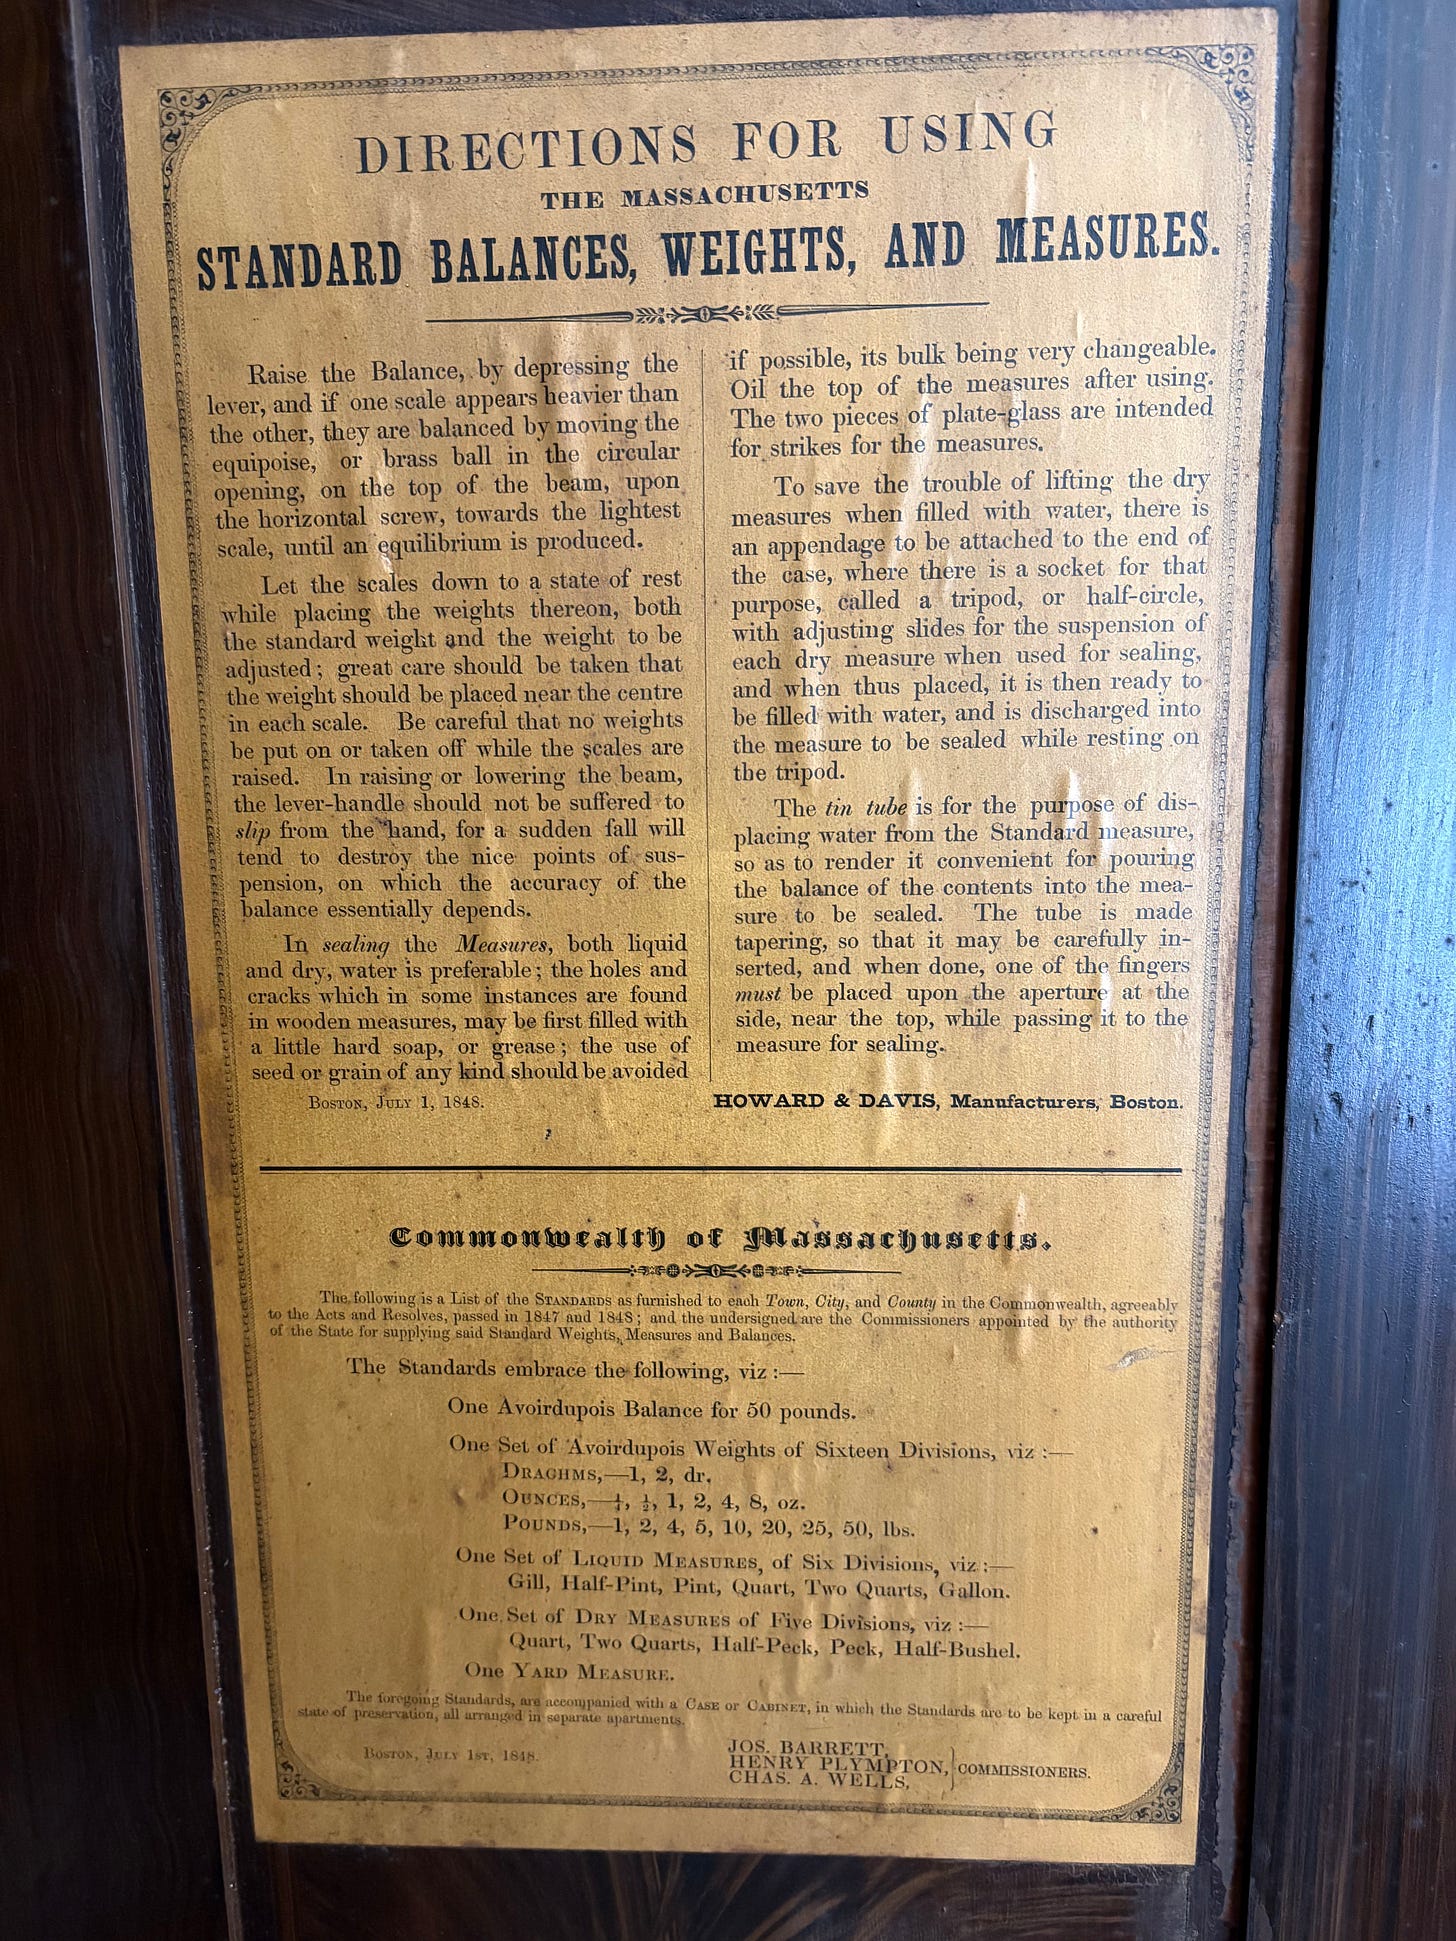 DIRECTIONS FOR USING
THE MASSACHUSETTS
STANDARD BALANCES, WEIGHTS, AND MEASURES.
Raise the Balance, by depressing the
lever, and if one scale appears heavier than
the other, they are balanced by moving the
equipoise, or brass ball in the circular
opening, on the top of the beam, upon
the horizontal screw, towards the lightest
scale, until an equilibrium is produced.
Let the scales down to a state of rest
while placing the weights thereon, both
the standard weight and the weight to be
adjusted; great care should be taken that
the weight should be placed near the centre
in each scale. Be careful that no weights
be put on or taken off while the scales are
raised. In raising or lowering the beam,
the lever-handle should not be suffered to
slip from the hand, for a sudden fall will
tend to destroy the nice points of sus-
pension, on which the accuracy of the
balance essentially depends.
In sealing the Measures, both liquid
and dry, water is preferable; the holes and
cracks which in some instances are found
in wooden measures, may be first filled with
a little hard soap, or grease; the use of
seed or grain of any kind should be avoided
if possible, its bulk being very changeable.
Oil the top of the measures after using.
The two pieces of plate-glass are intended
for strikes for the measures.
To save the trouble of lifting the dry
measures when filled with water, there is
an appendage to be attached to the end of
the case, where there is a socket for that
purpose, called a tripod, or half-circle,
with adjusting slides for the suspension of
each dry measure when used for sealing,
and when thus placed, it is then ready to
be filled with water, and is discharged into
the measure to be sealed while resting on
the tripod.
The tin tube is for the purpose of dis-
placing water from the Standard measure,
so as to render it convenient for pouring
the balance of the contents into the mea-
sure to be sealed. The tube is made
tapering, so that it may be carefully in-
serted, and when done, one of the fingers
must be placed upon the aperture at the
side, near the top, while passing it to the
measure for sealing.
BOSTON, JULY 1, 1848.
HOWARD & DAVIS, Manufacturers, Boston.
Commonwealth of Massachusetts.
The following is a List of the STANDARDS as furnished to each Town, City, and County in the Commonwealth, agreeably
to the Acts and Resolves, passed in 1847 and 1848; and the undersigned are the Commissioners appointed by the authority
of the State for supplying said Standard Weights, Measures and Balances.
The Standards embrace the following, viz :—
One Avoirdupois Balance for 50 pounds.
One Set of Avoirdupois Weights of Sixteen Divisions, viz :—
DRACHMS,—1, 2, dr.
OUNCES,—¼, ½, 1, 2, 4, 8, oz.
POUNDS,—1, 2, 4, 5, 10, 20, 25, 50, lbs.
One Set of LIQUID MEASURES, of Six Divisions, viz :—
Gill, Half-Pint, Pint, Quart, Two Quarts, Gallon.
One Set of DRY MEASURES of Five Divisions, viz :—
Quart, Two Quarts, Half-Peck, Peck, Half-Bushel.
One YARD MEASURE.
The foregoing Standards, are accompanied with a CASE or CABINET, in which the Standards are to be kept in a careful
state of preservation, all arranged in separate apartments.
BOSTON, JULY 1ST, 1848.
JOS. BARRETT,
HENRY PLYMPTON, COMMISSIONERS.
CHAS. A. WELLS,